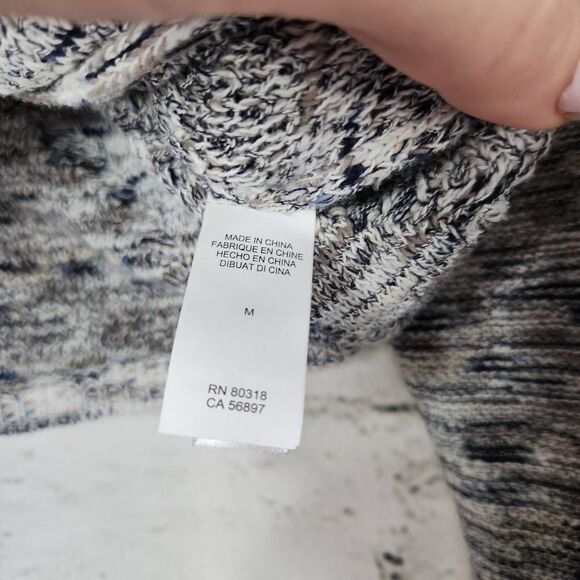 MADE IN CHINA
FABRIQUE EN CHINE
HECHO EN CHINA
DIBUAT DI CINA
M
RN 80318
CA 56897